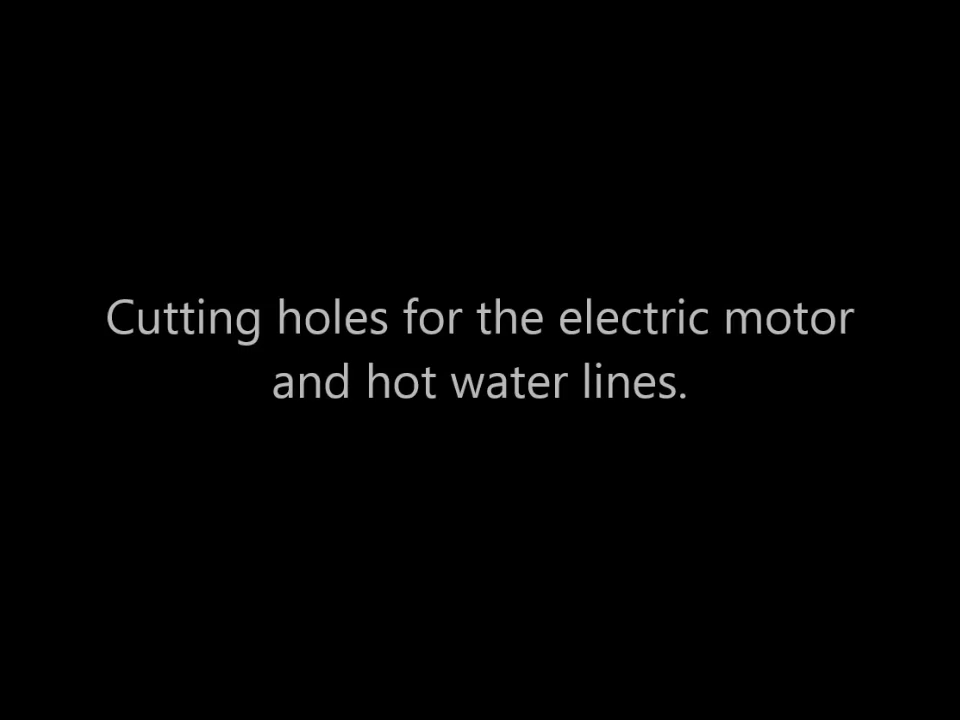 Cutting holes for the electric motor
and hot water lines.